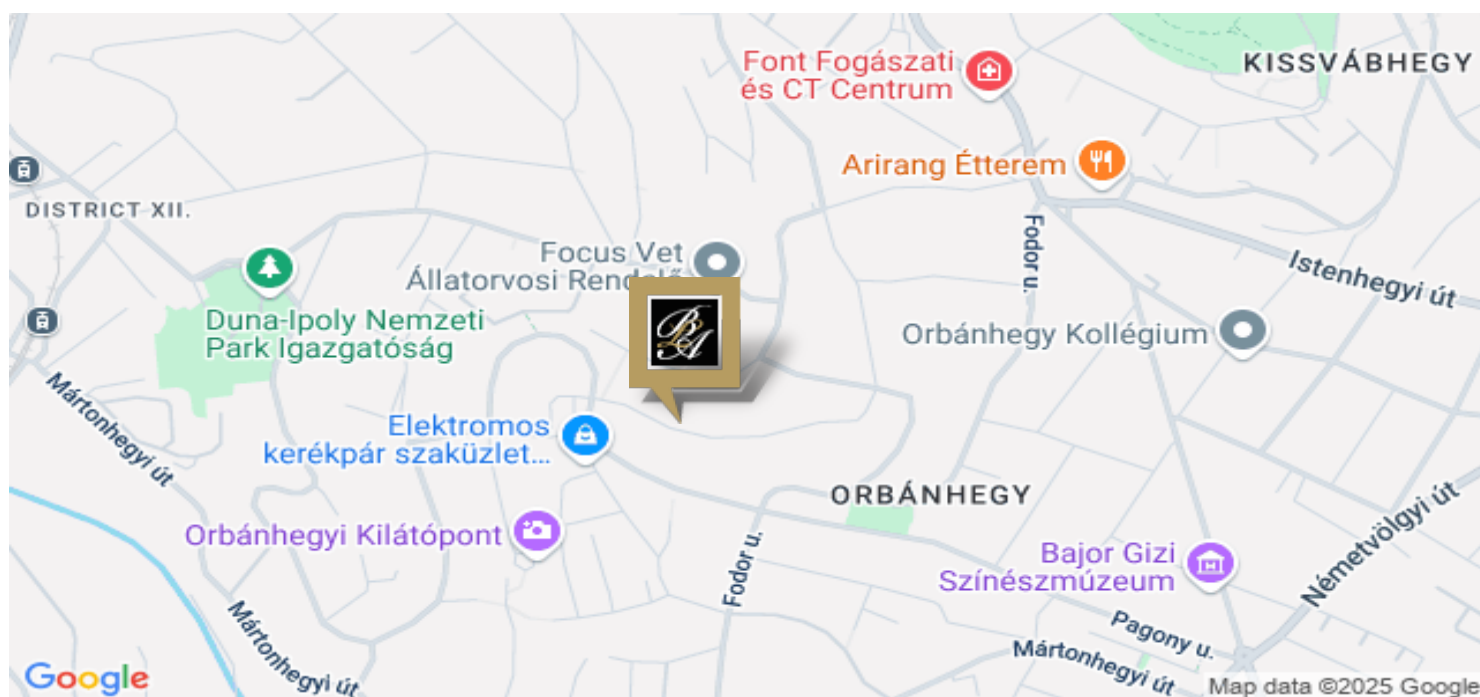 Font Fogászati
és CT Centrum
KISSVÁBHEGY
Arirang Étterem
DISTRICT XII.
Fodor u.
Focus Vet
Állatorvosi Rendelő
Istenhegyi út
Duna-Ipoly Nemzeti
Park Igazgatóság
BLA
Orbánhegy Kollégium
Mártonhegyi út
Elektromos
kerékpár szaküzlet...
ORBÁNHEGY
Németvölgyi út
Orbánhegyi Kilátópont
Fodor u.
Bajor Gizi
Színészmúzeum
Mártonhegyi út
Pagony u.
Mártonhegyi út
Google
Map data ©2025 Google